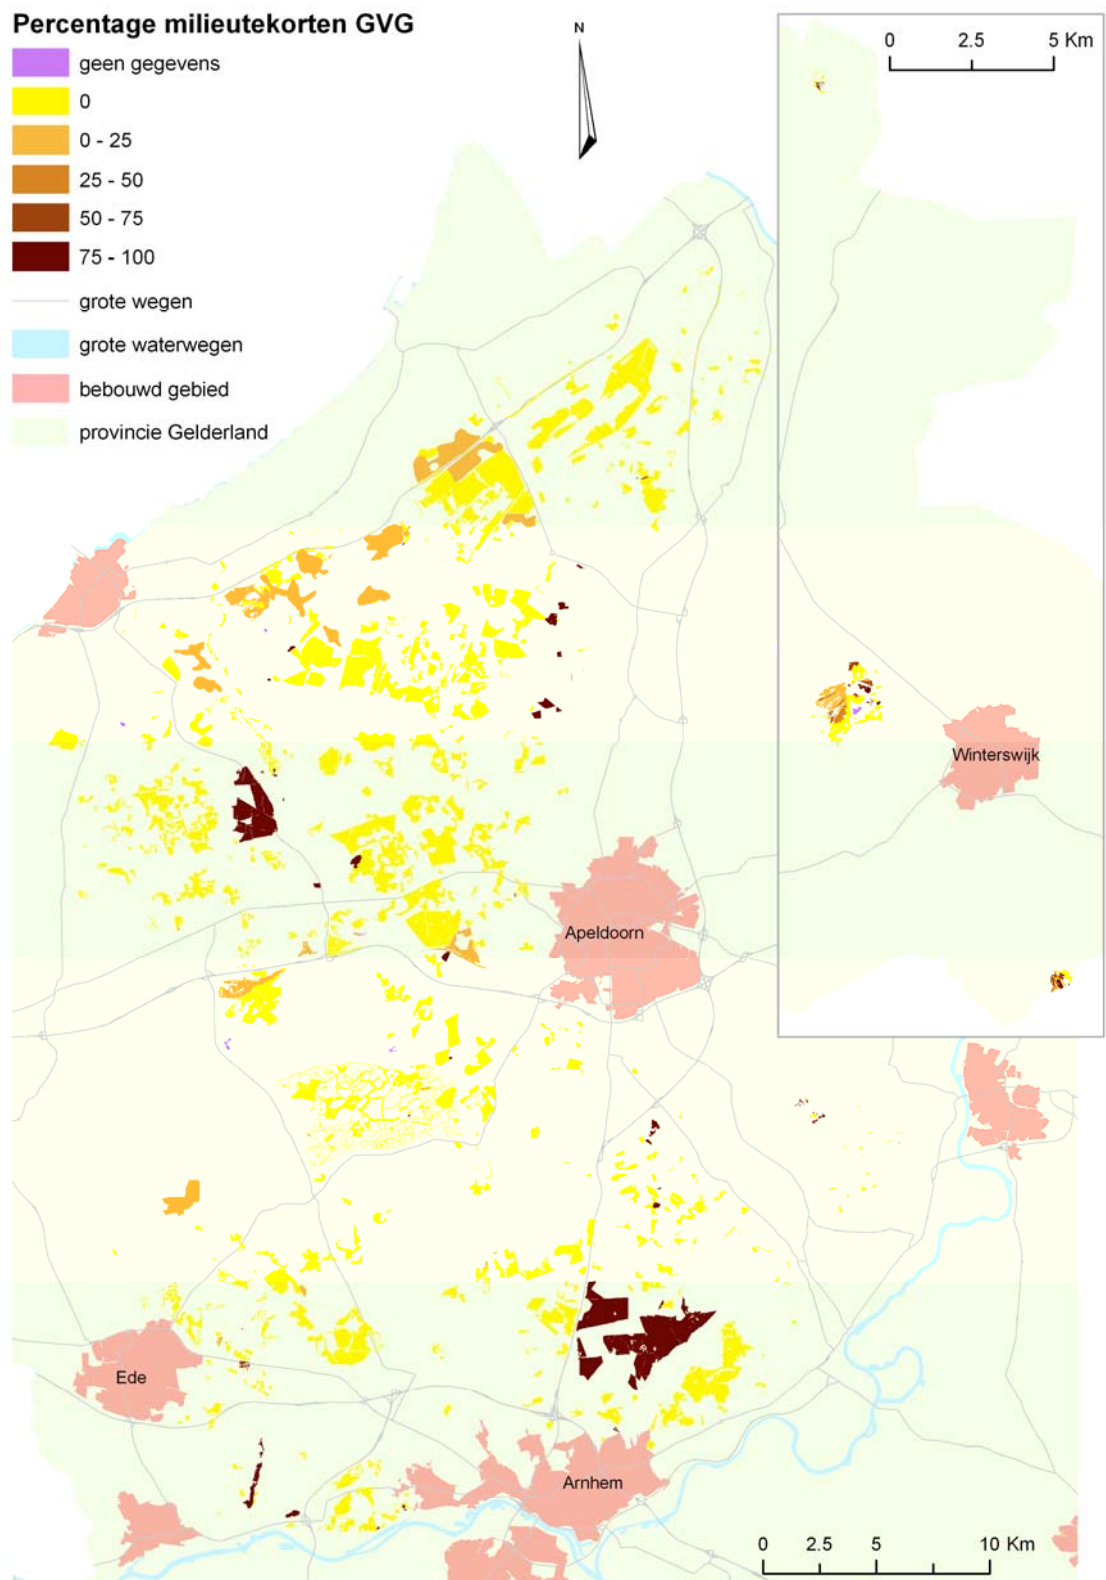 Percentage milieutekorten GVG
geen gegevens
0
0 - 25
25 - 50
50 - 75
75 - 100
grote wegen
grote waterwegen
bebouwd gebied
provincie Gelderland
N
0 2.5 5 Km
Winterswijk
Apeldoorn
Ede
Arnhem
0 2.5 5 10 Km